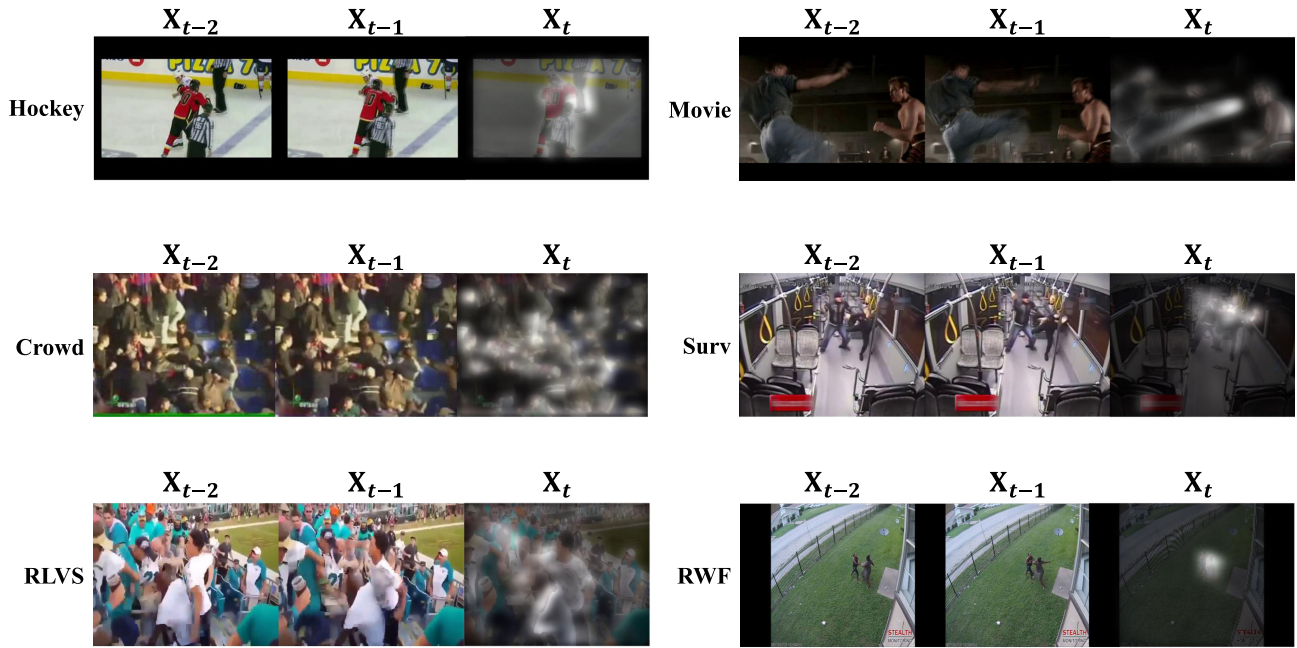 X_{t−2} X_{t−1} X_t
Hockey
PIZZA 7
X_{t−2} X_{t−1} X_t
Movie
X_{t−2} X_{t−1} X_t
Crowd
X_{t−2} X_{t−1} X_t
Surv
X_{t−2} X_{t−1} X_t
RLVS
X_{t−2} X_{t−1} X_t
RWF
STEALTH
STEALTH